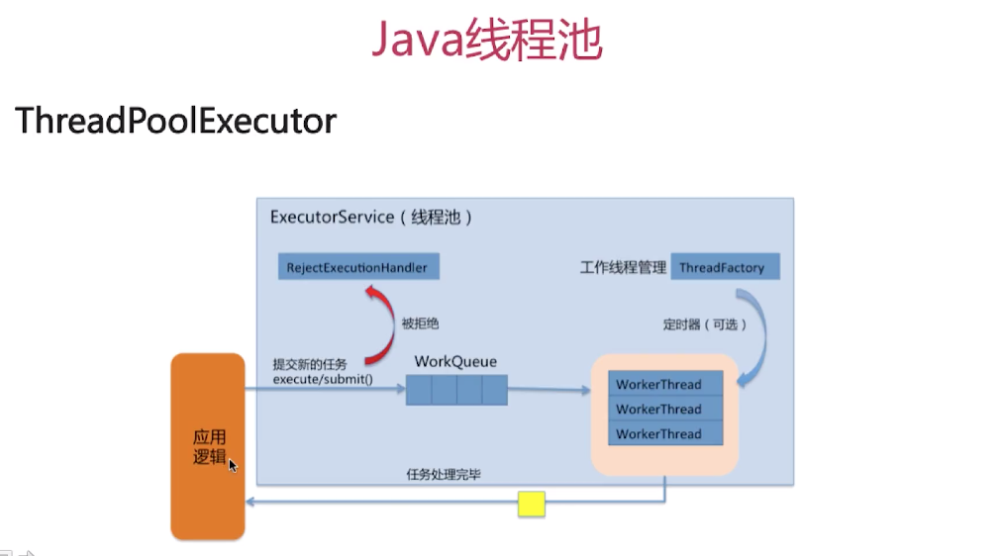 Java线程池
ThreadPoolExecutor
ExecutorService（线程池）
RejectExecutionHandler
工作线程管理
ThreadFactory
被拒绝
定时器（可选）
提交新的任务
execute/submit()
WorkQueue
WorkerThread
WorkerThread
WorkerThread
应用
逻辑
任务处理完毕